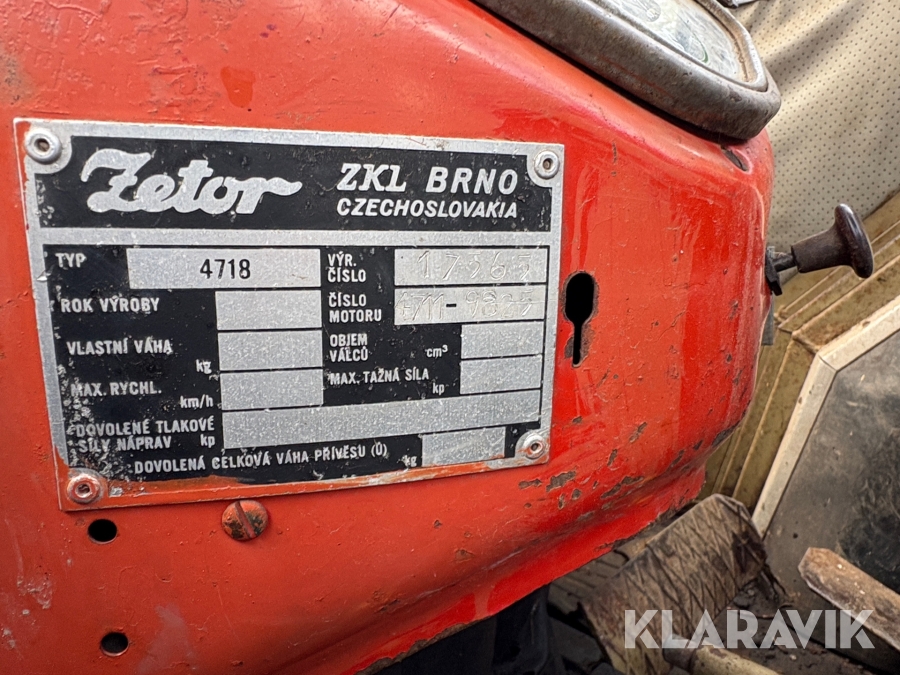 Zetor
ZKL BRNO
CZECHOSLOVAKIA
TYP 4718
VÝR. ČÍSLO
ROK VÝROBY
ČÍSLO MOTORU
VLASTNÍ VÁHA kg
OBJEM VÁLCŮ cm³
MAX. RYCHL. km/h
MAX. TAŽNÁ SÍLA kp
DOVOLENÉ TLAKOVÉ
SÍLY NÁPRAV kp
DOVOLENÁ CELKOVÁ VÁHA PŘÍVĚSU (Ů) kg
KLARAVIK